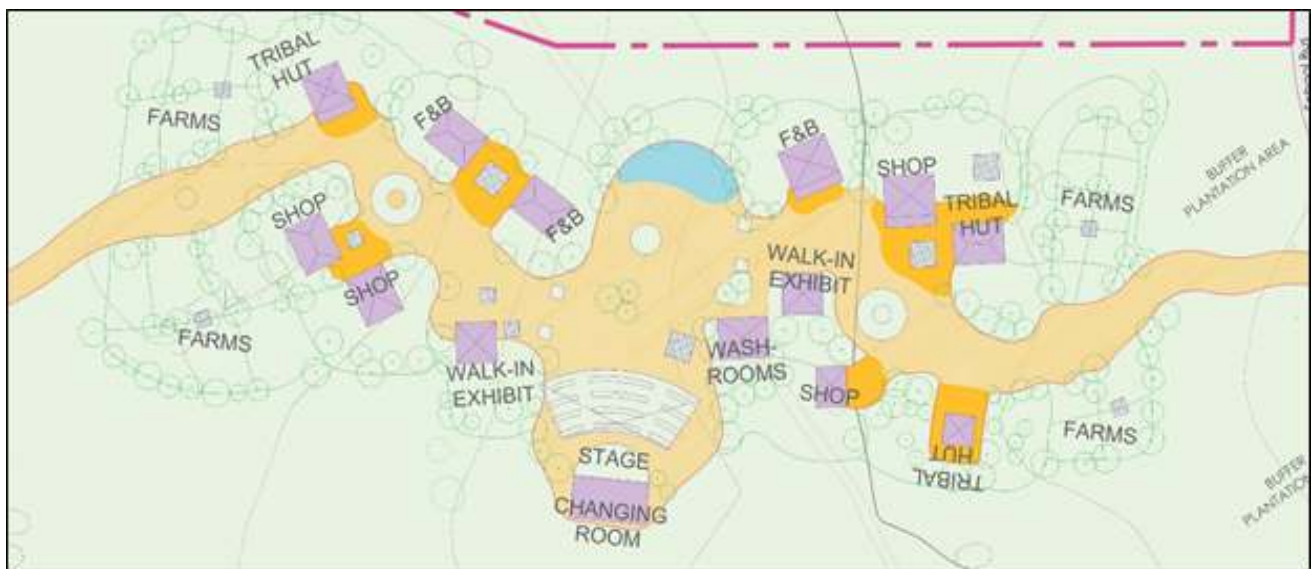 TRIBAL
HUT
FARMS
F&B
F&B
SHOP
SHOP
FARMS
WALK-IN
EXHIBIT
STAGE
CHANGING
ROOM
F&B
SHOP
TRIBAL
HUT
WALK-IN
EXHIBIT
WASH-
ROOMS
SHOP
TRIBAL
HUT
FARMS
FARMS
BUFFER
PLANTATION AREA
BUFFER
PLANTATION